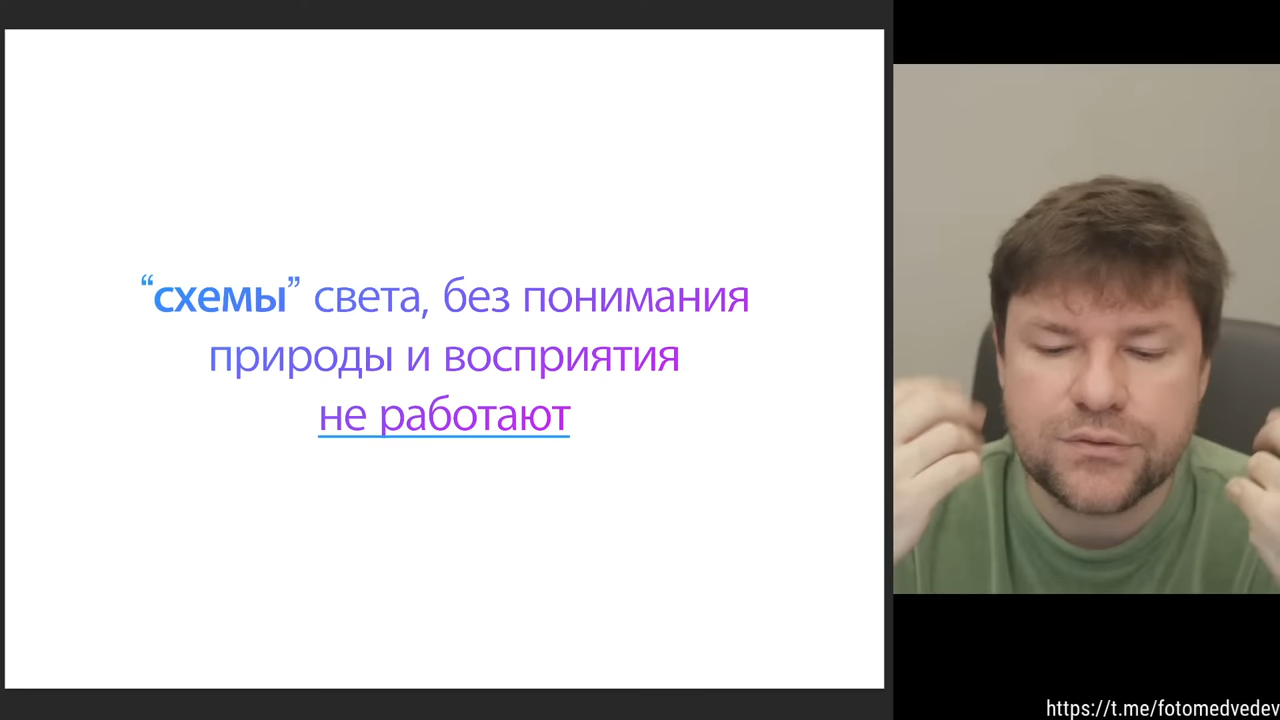 “схемы” света, без понимания
природы и восприятия
не работают
https://t.me/fotomedvedev